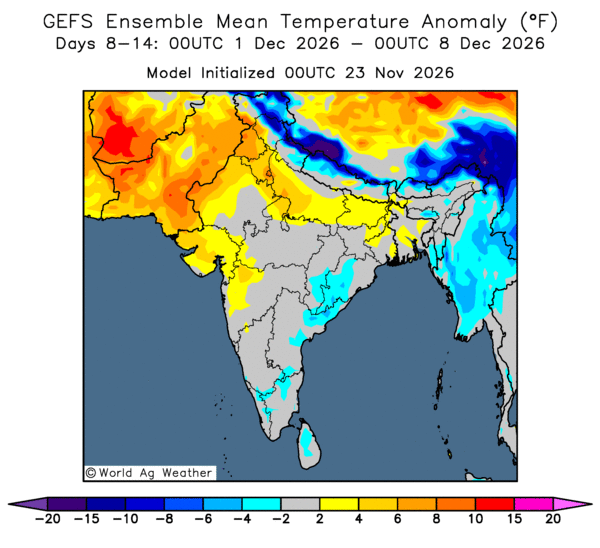 GEFS Ensemble Mean Temperature Anomaly (°F)
Days 8-14: 00UTC 1 Dec 2026 - 00UTC 8 Dec 2026
Model Initialized 00UTC 23 Nov 2026
© World Ag Weather
-20 -15 -10 -8 -6 -4 -2 2 4 6 8 10 15 20